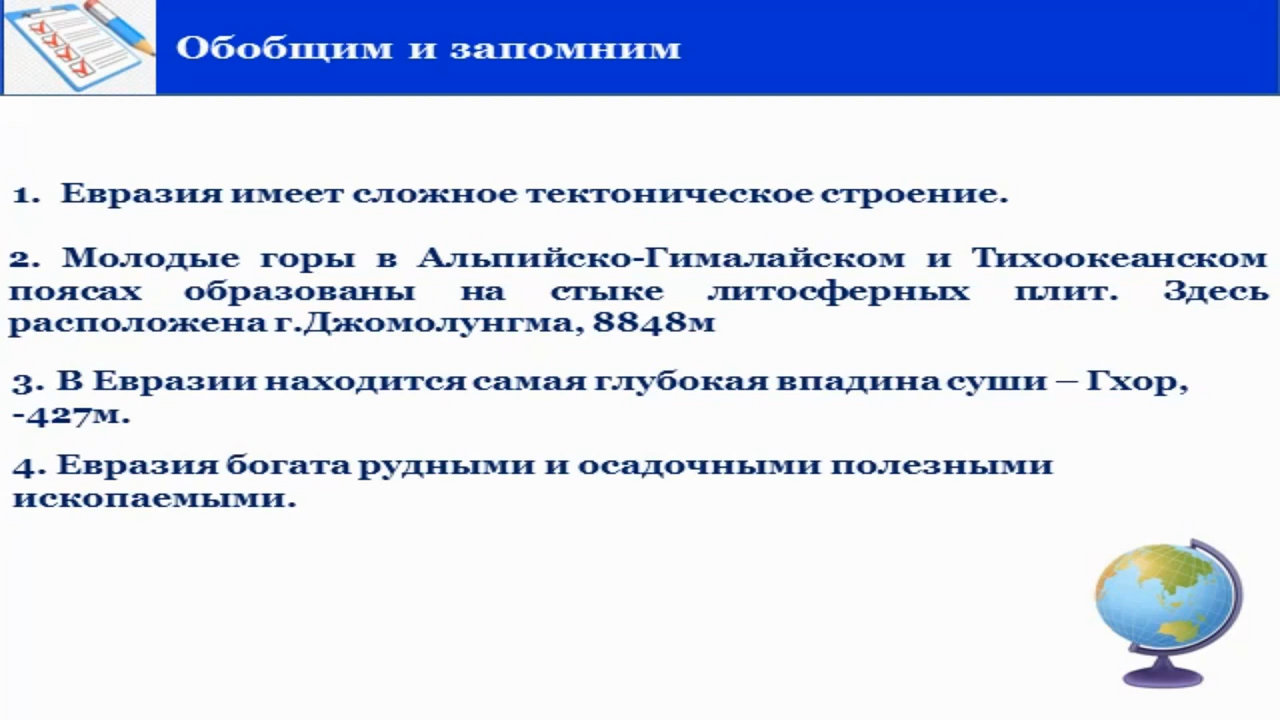 Обобщим и запомним
1. Евразия имеет сложное тектоническое строение.
2. Молодые горы в Альпийско-Гималайском и Тихоокеанском
поясах образованы на стыке литосферных плит. Здесь
расположена г.Джомолунгма, 8848м
3. В Евразии находится самая глубокая впадина суши – Гхор,
-427м.
4. Евразия богата рудными и осадочными полезными
ископаемыми.